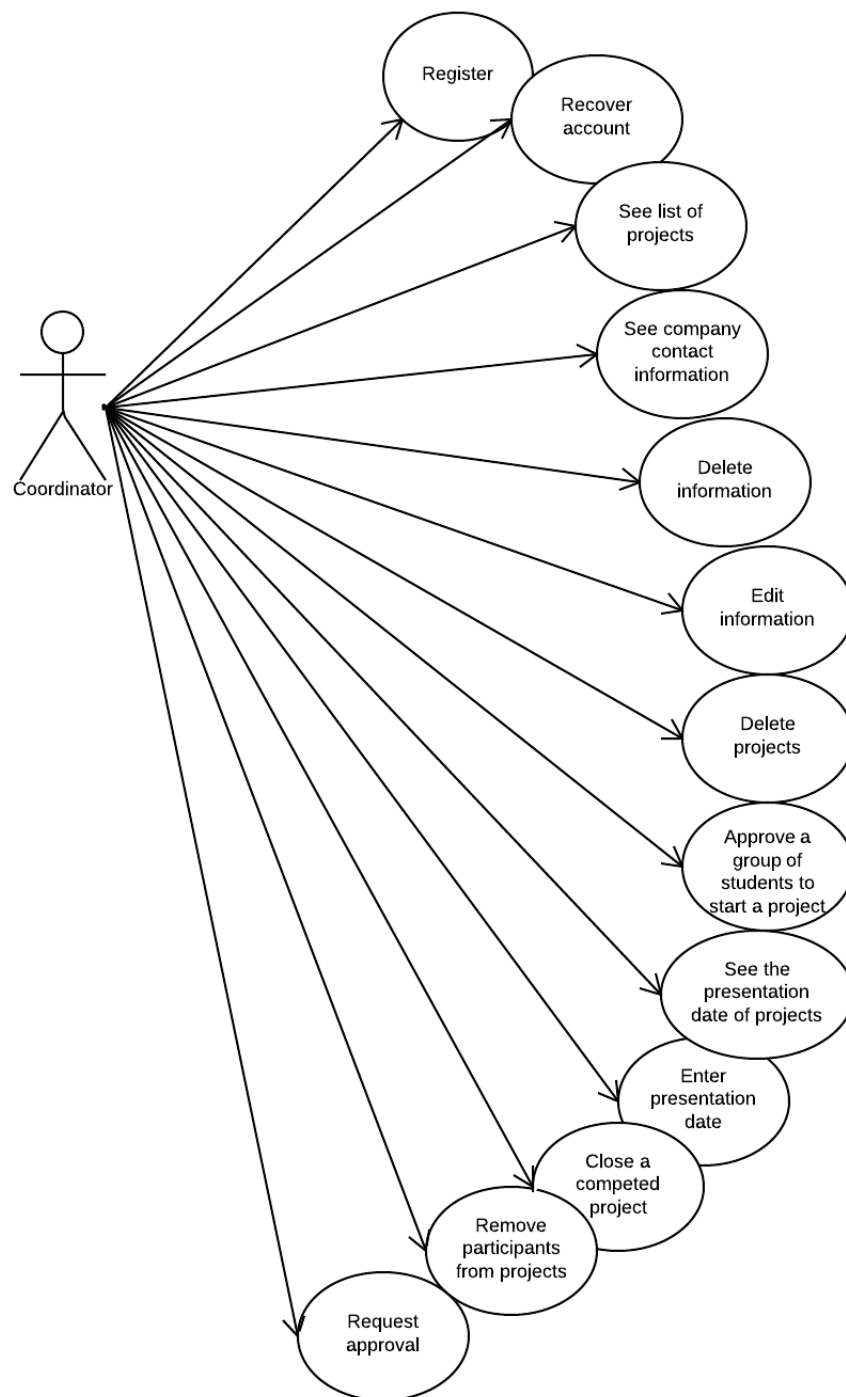 Register
Recover
account
See list of
projects
See company
contact
information
Delete
information
Edit
information
Delete
projects
Approve a
group of
students to
start a project
See the
presentation
date of projects
Enter
presentation
date
Close a
competed
project
Remove
participants
from projects
Request
approval
Coordinator